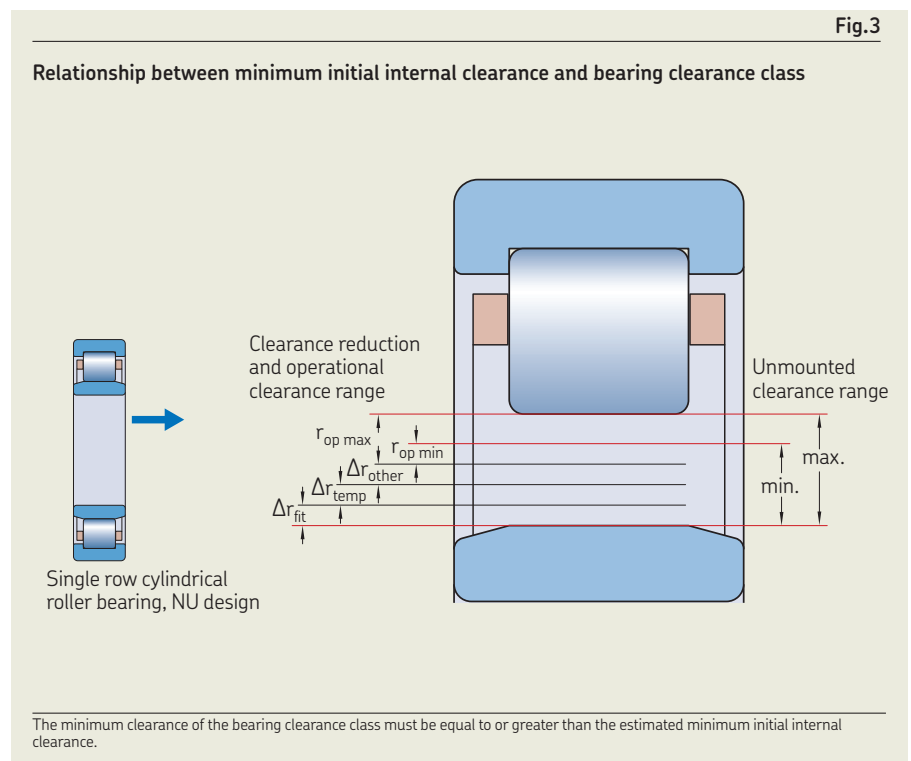 Fig.3
Relationship between minimum initial internal clearance and bearing clearance class
Clearance reduction
and operational
clearance range
Unmounted
clearance range
r op max
r op min
Δr other
Δr temp
Δr fit
max.
min.
Single row cylindrical
roller bearing, NU design
The minimum clearance of the bearing clearance class must be equal to or greater than the estimated minimum initial internal
clearance.